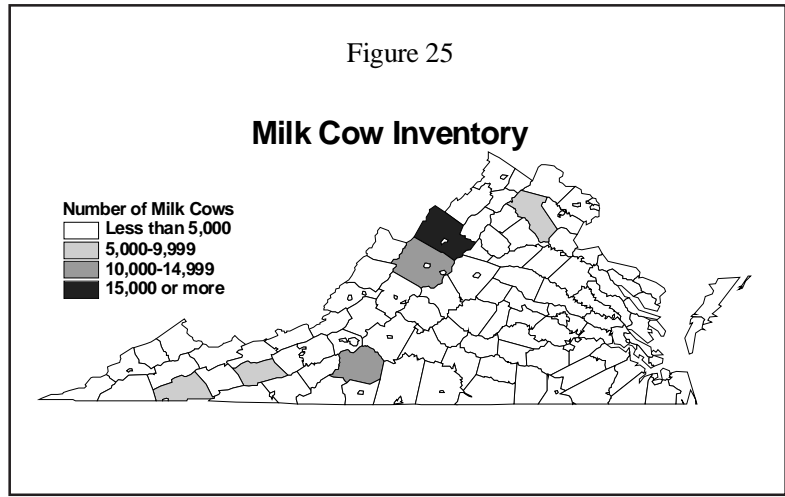 Figure 25
Milk Cow Inventory
Number of Milk Cows
Less than 5,000
5,000-9,999
10,000-14,999
15,000 or more